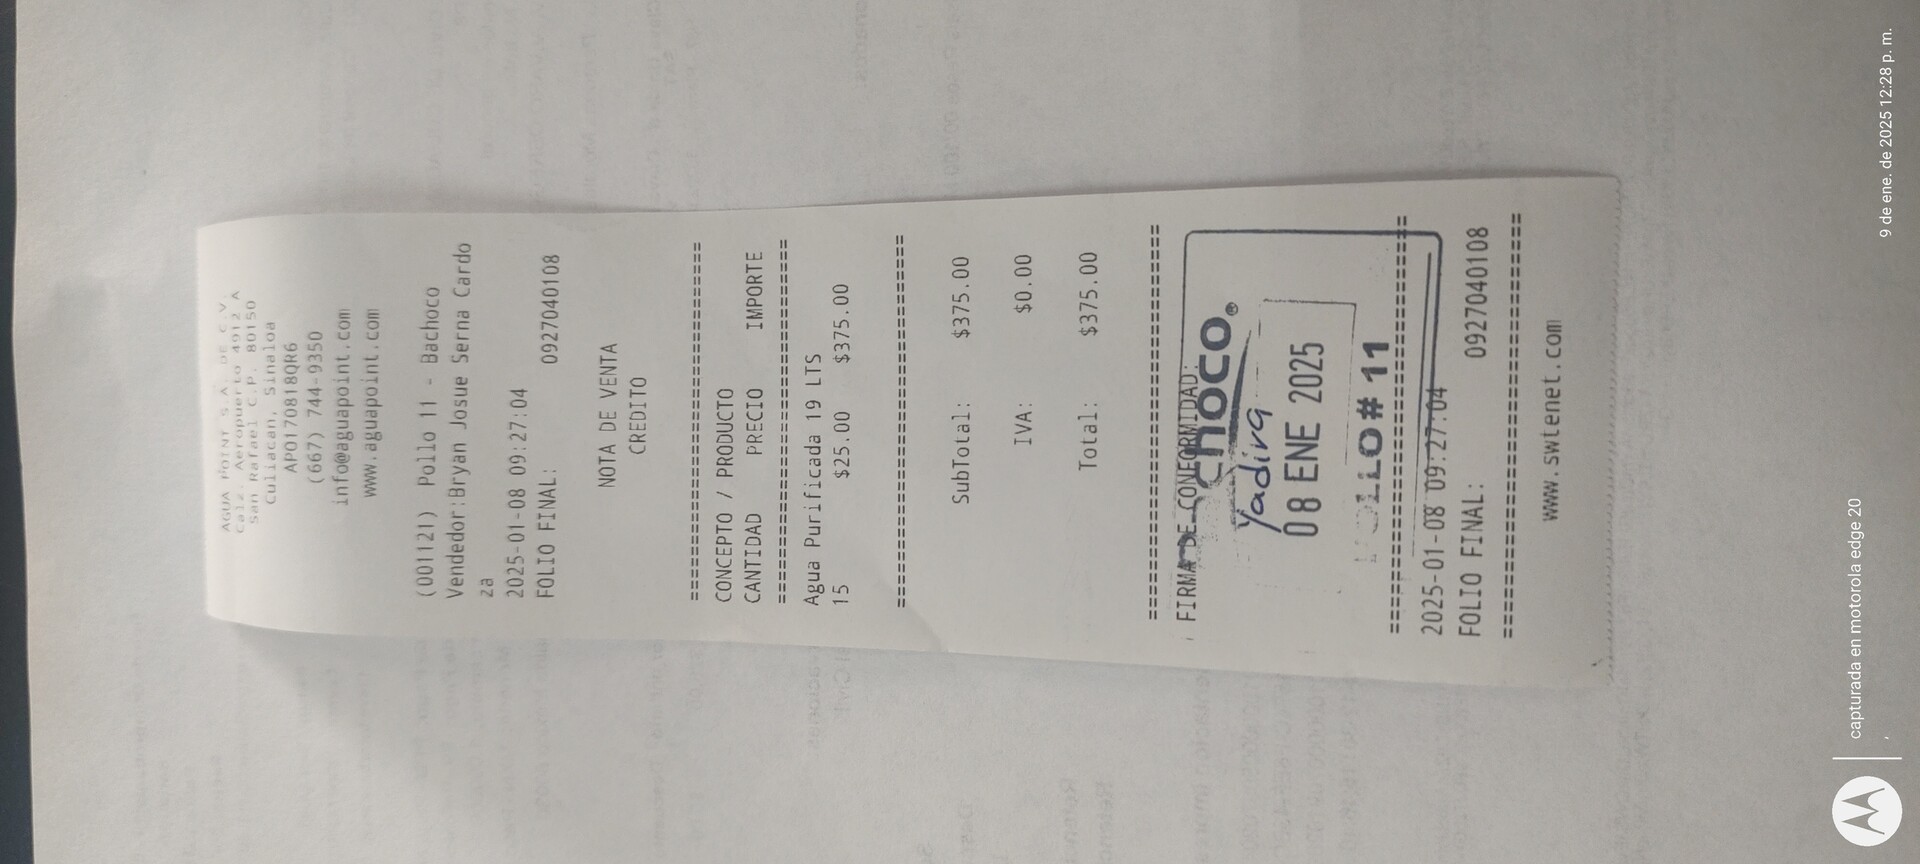 AGUA POINT S.A. DE C.V.
Calz. Aeropuerto 4912 A
San Rafael C.P. 80150
Culiacan, Sinaloa
APO170818QR6
(667) 744-9350
info@aguapoint.com
www.aguapoint.com
(001121) Pollo 11 - Bachoco
Vendedor:Bryan Josue Serna Cardo
za
2025-01-08 09:27:04
FOLIO FINAL: 0927040108
NOTA DE VENTA
CREDITO
================================
CONCEPTO / PRODUCTO
CANTIDAD PRECIO IMPORTE
================================
Agua Purificada 19 LTS
15 $25.00 $375.00
================================
SubTotal: $375.00
IVA: $0.00
Total: $375.00
================================
FIRMA DE CONFORMIDAD:
choco®
Yadira
08 ENE 2025
POLLO# 11
================================
2025-01-08 09:27:04
FOLIO FINAL: 0927040108
================================
www.swtenet.com
capturada en motorola edge 20
9 de ene. de 2025 12:28 p. m.